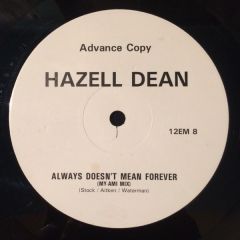 Advance Copy
HAZELL DEAN
12EM 8
ALWAYS DOESN'T MEAN FOREVER
(MY-AMI MIX)
(Stock / Aitken / Waterman)